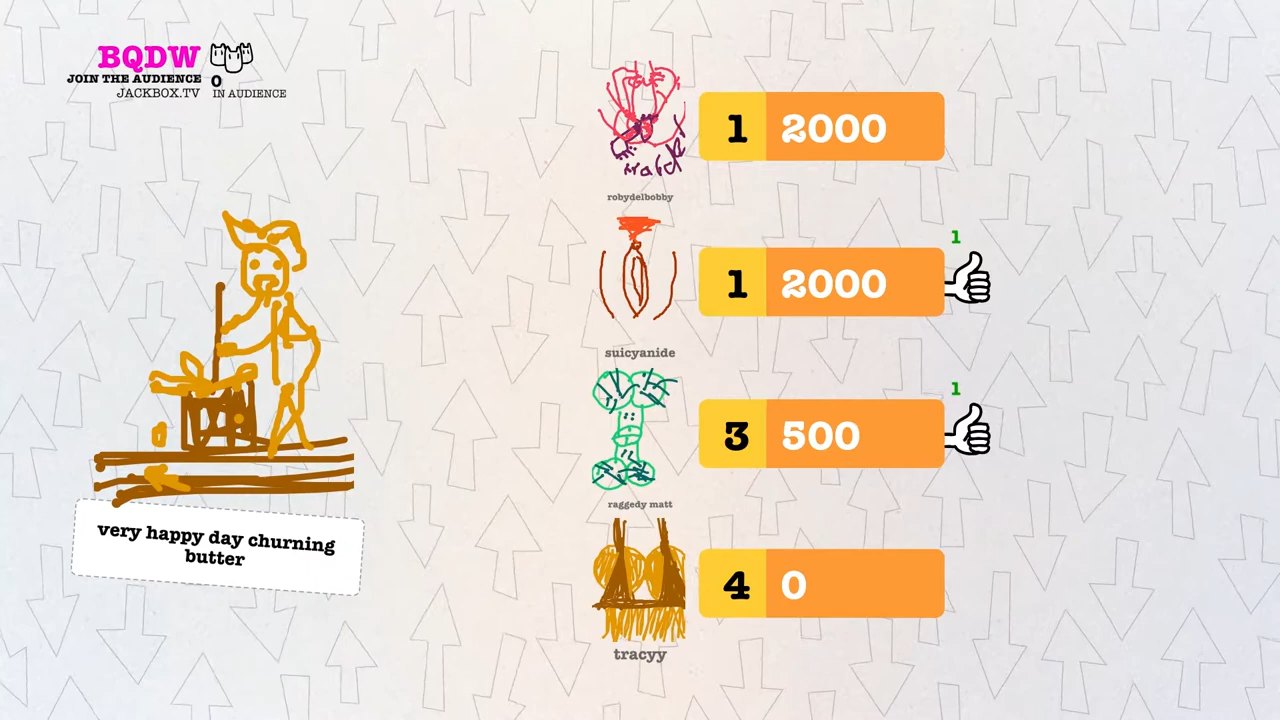 BQDW
JOIN THE AUDIENCE
JACKBOX.TV
0
IN AUDIENCE
very happy day churning
butter
1 2000
robydelbobby
1 2000
1
suicyanide
3 500
1
raggedy matt
4 0
tracyy